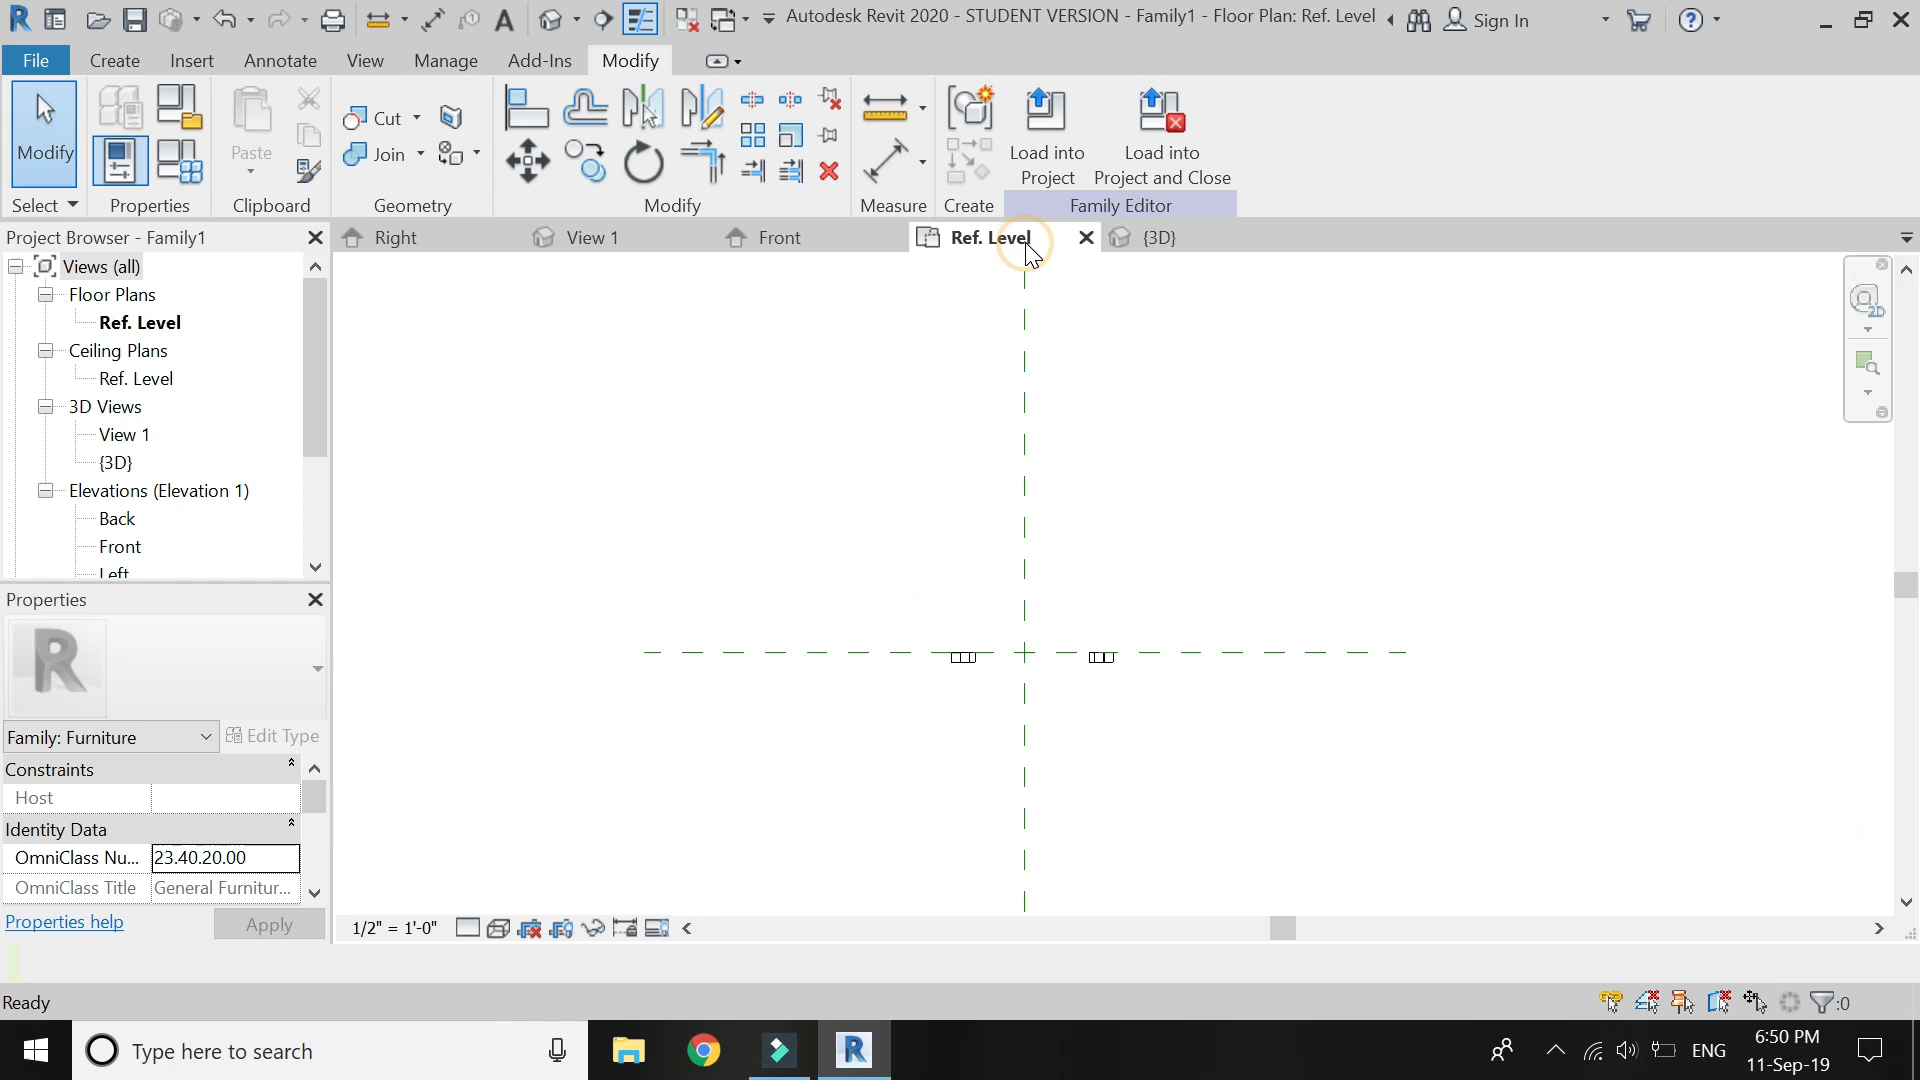 Autodesk Revit 2020 - STUDENT VERSION - Family1 - Floor Plan: Ref. Level
Sign In
File
Create
Insert
Annotate
View
Manage
Add-Ins
Modify
Modify
Paste
Cut
Join
Load into
Project
Load into
Project and Close
Select
Properties
Clipboard
Geometry
Modify
Measure
Create
Family Editor
Project Browser - Family1
Right
View 1
Front
Ref. Level
{3D}
Views (all)
Floor Plans
Ref. Level
Ceiling Plans
Ref. Level
3D Views
View 1
{3D}
Elevations (Elevation 1)
Back
Front
Left
2D
Properties
R
Family: Furniture
Edit Type
Constraints
Host
Identity Data
OmniClass Nu... 23.40.20.00
OmniClass Title General Furnitur...
Properties help
Apply
1/2" = 1'-0"
Ready
:0
Type here to search
ENG
6:50 PM
11-Sep-19